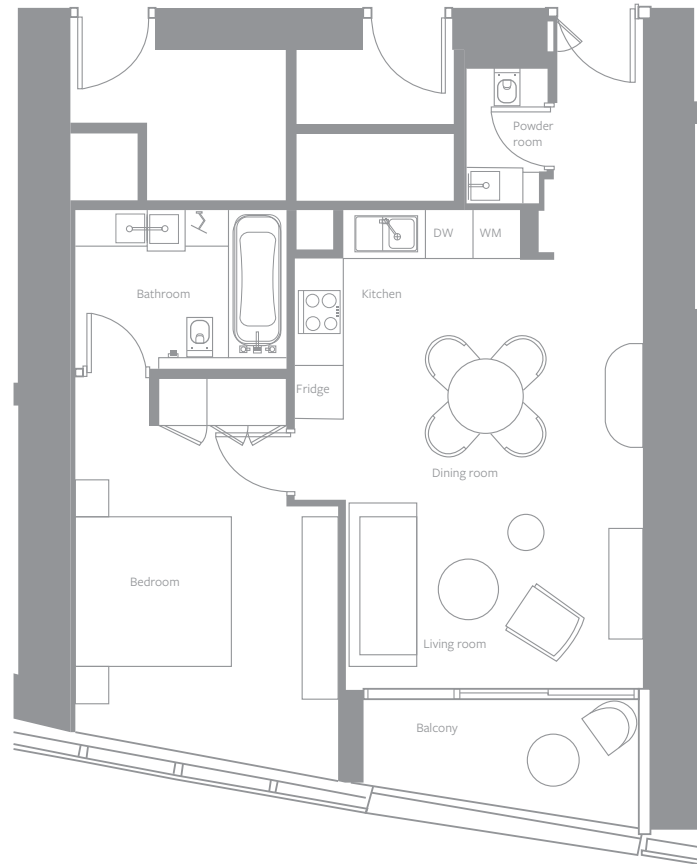 Powder
room
DW
WM
Bathroom
Kitchen
Fridge
Dining room
Bedroom
Living room
Balcony